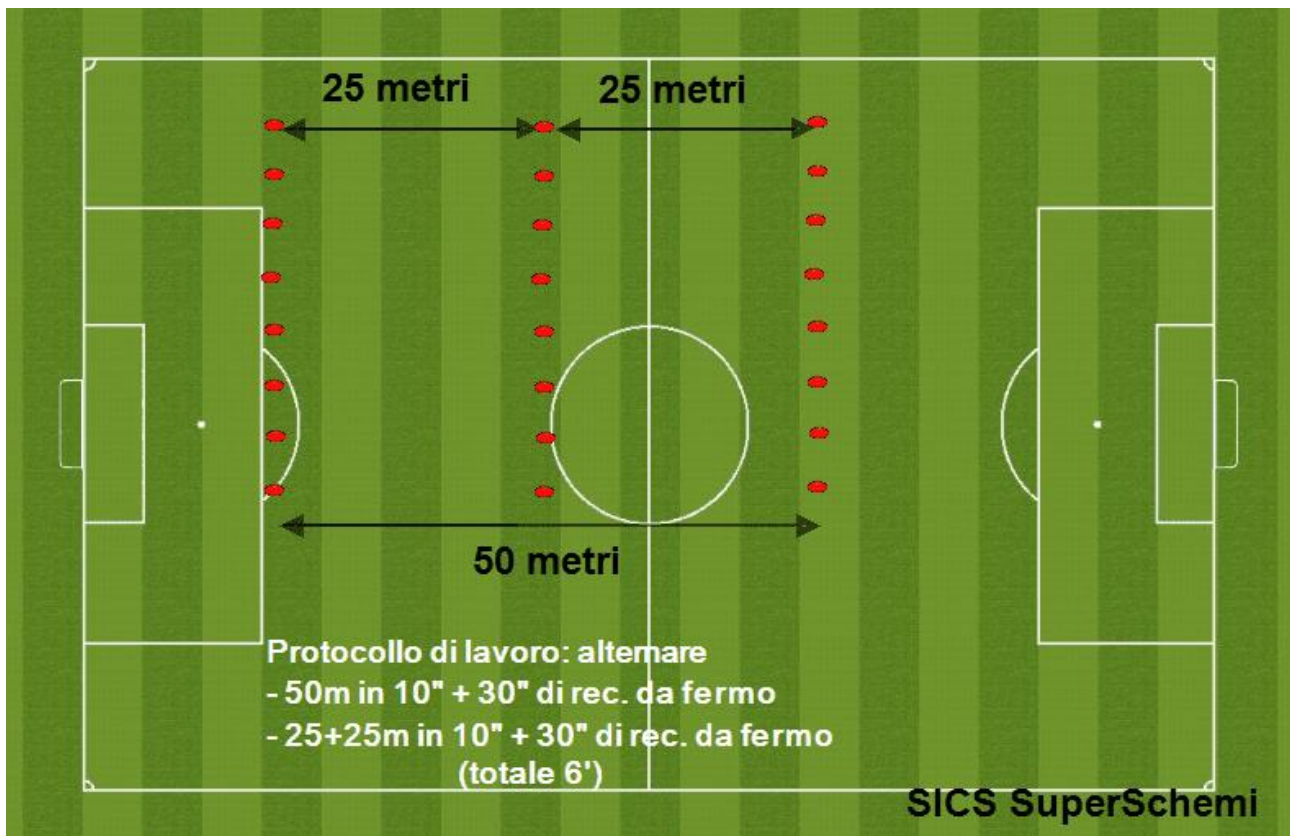 25 metri
25 metri
50 metri
Protocollo di lavoro: alternare
- 50m in 10" + 30" di rec. da fermo
- 25+25m in 10" + 30" di rec. da fermo
(totale 6')
SICS SuperSchemi